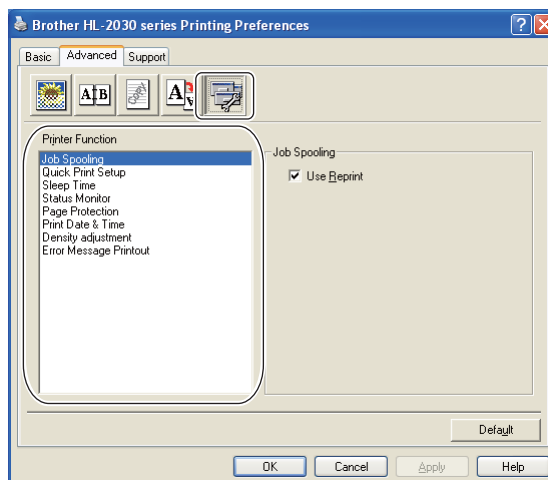 Brother HL-2030 series Printing Preferences
Basic Advanced Support
A B A
Printer Function
Job Spooling
Quick Print Setup
Sleep Time
Status Monitor
Page Protection
Print Date & Time
Density adjustment
Error Message Printout
Job Spooling
Use Reprint
Default
OK Cancel Apply Help